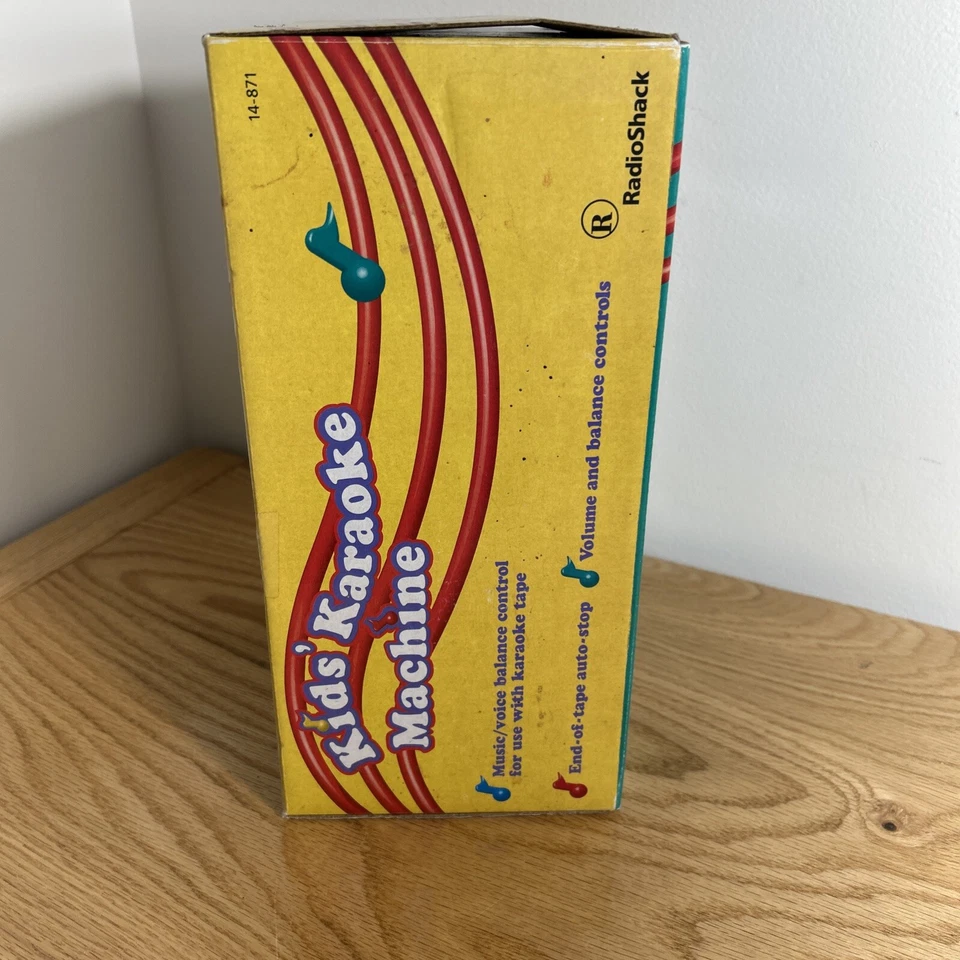 14-871
Kids' Karaoke
Machine
Music/voice balance control
for use with karaoke tape
End-of-tape auto-stop
Volume and balance controls
R
RadioShack